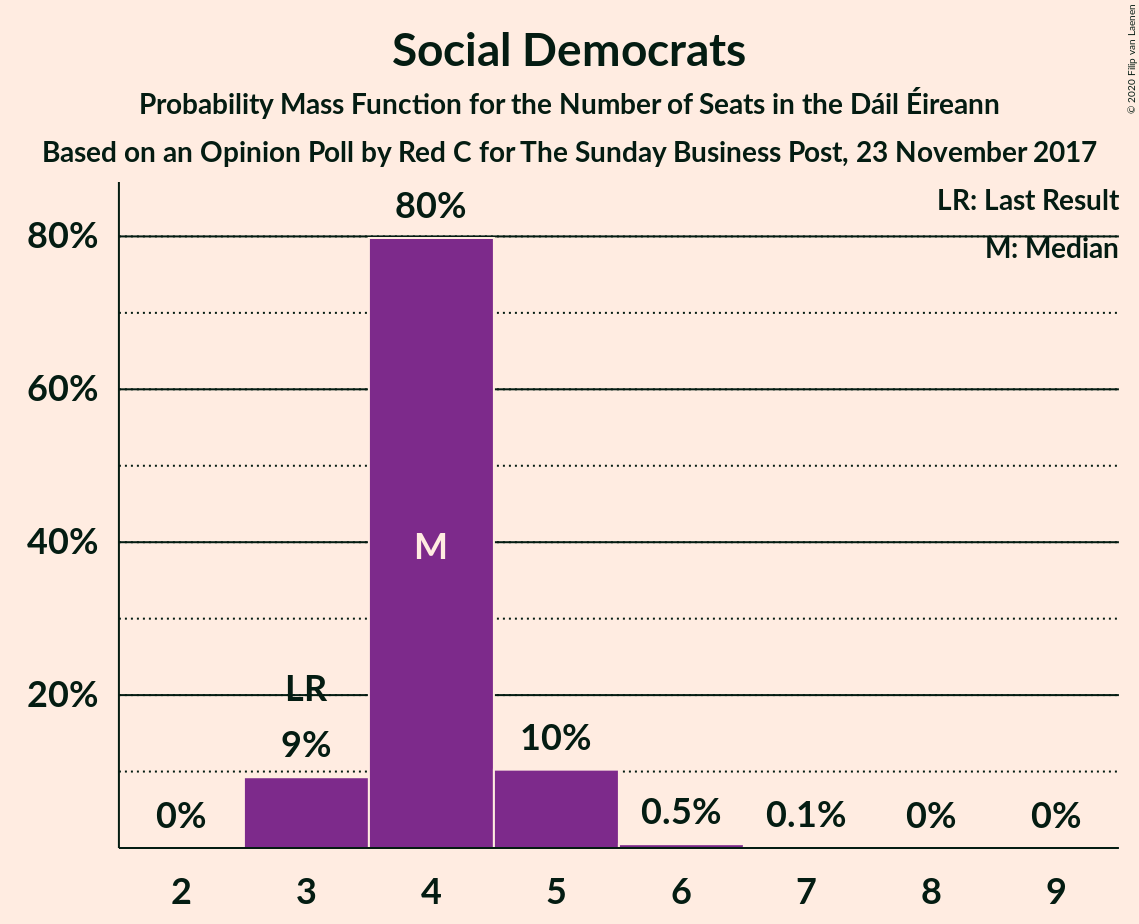 Social Democrats
Probability Mass Function for the Number of Seats in the Dáil Éireann
Based on an Opinion Poll by Red C for The Sunday Business Post, 23 November 2017
© 2020 Filip van Laenen
LR: Last Result
M: Median
80%
60%
40%
20%
0%
LR
9%
80%
M
10%
0.5%
0.1%
0%
0%
2 3 4 5 6 7 8 9